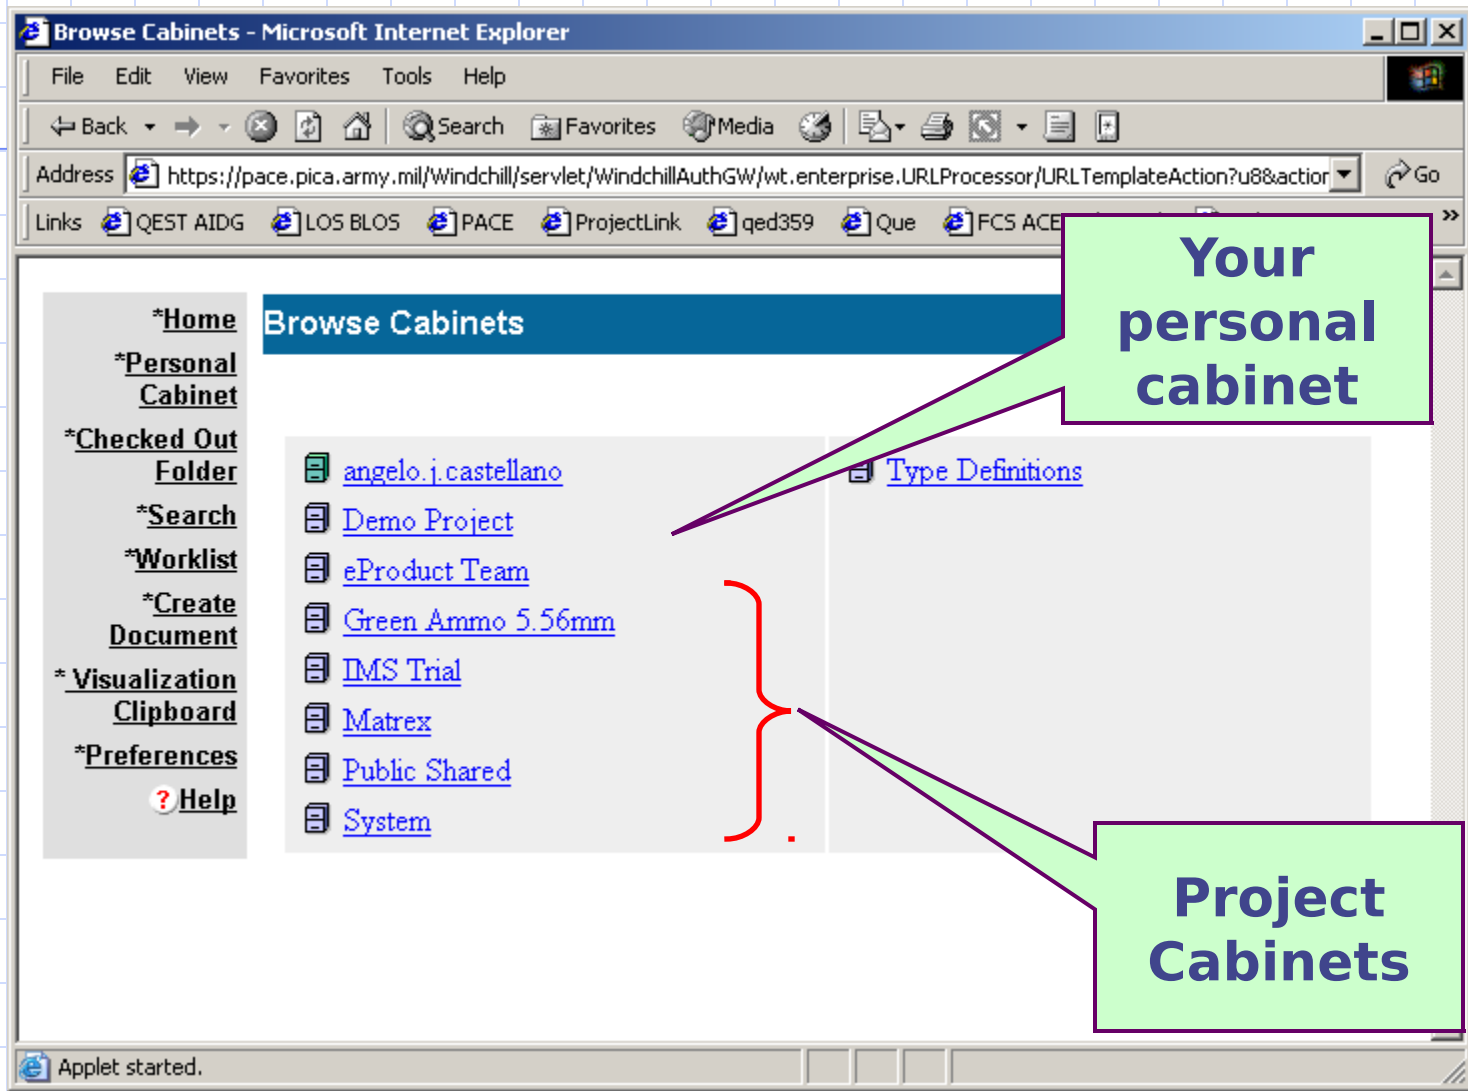 Browse Cabinets - Microsoft Internet Explorer
File Edit View Favorites Tools Help
Back Search Favorites Media
Address https://pace.pica.army.mil/Windchill/servlet/WindchillAuthGW/wt.enterprise.URLProcessor/URLTemplateAction?u8&action Go
Links QEST AIDG LOS BLOS PACE ProjectLink qed359 Que FCS ACE »
Your
personal
cabinet
*Home
*Personal
Cabinet
*Checked Out
Folder
*Search
*Worklist
*Create
Document
* Visualization
Clipboard
*Preferences
? Help
Browse Cabinets
angelo.j.castellano
Demo Project
eProduct Team
Green Ammo 5.56mm
IMS Trial
Matrex
Public Shared
System
Type Definitions
.
Project
Cabinets
Applet started.